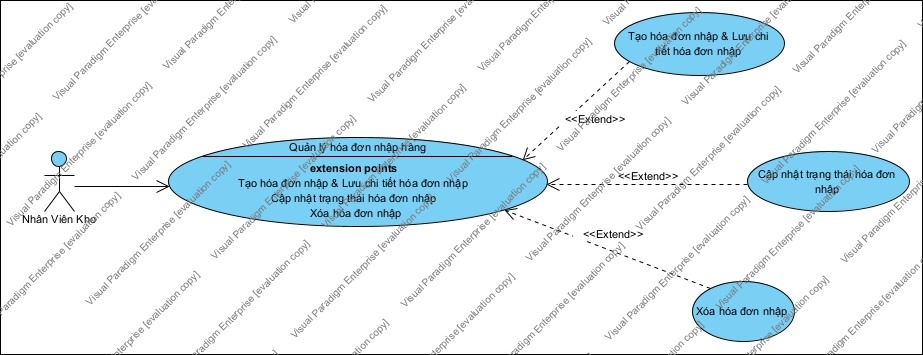 Tạo hóa đơn nhập & Lưu chi
tiết hóa đơn nhập
<<Extend>>
Quản lý hóa đơn nhập hàng
extension points
Tạo hóa đơn nhập & Lưu chi tiết hóa đơn nhập
Cập nhật trạng thái hóa đơn nhập
Xóa hóa đơn nhập
<<Extend>>
Cập nhật trạng thái hóa đơn
nhập
Nhân Viên Kho
<<Extend>>
Xóa hóa đơn nhập
Visual Paradigm Enterprise [evaluation copy]